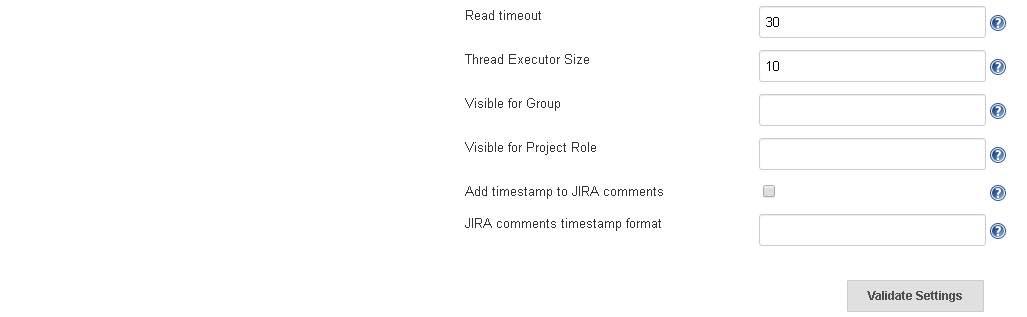 Read timeout
30
Thread Executor Size
10
Visible for Group
Visible for Project Role
Add timestamp to JIRA comments
JIRA comments timestamp format
Validate Settings